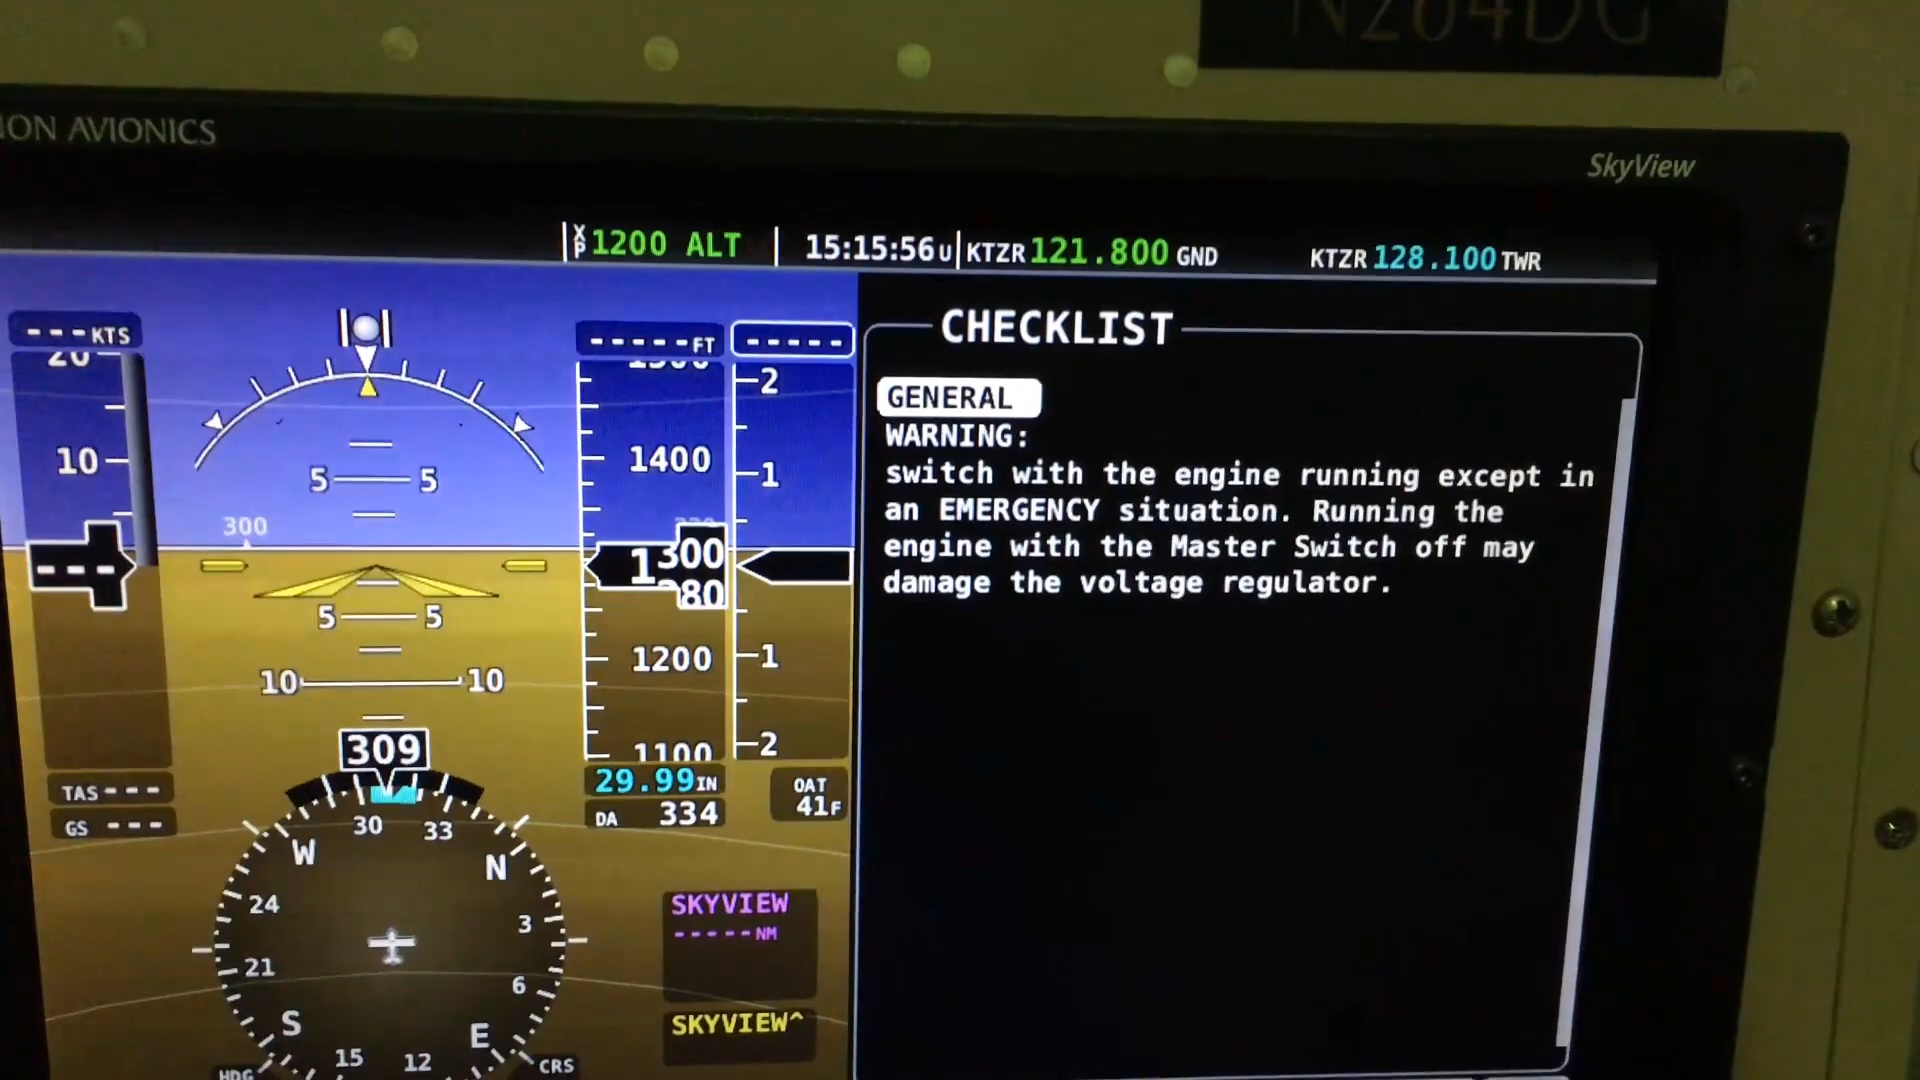 N264DG
ION AVIONICS
SkyView
XP 1200 ALT
15:15:56U
KTZR 121.800 GND
KTZR 128.100 TWR
---KTS
20
10
---
TAS ---
GS ---
5 5
300
5 5
10 10
309
-----FT
1400
1300
80
1200
1100
29.99IN
DA 334
-----
2
1
1
2
OAT
41F
30 33
W N
24 3
21 6
S E
15 12
HDG CRS
SKYVIEW
-----NM
SKYVIEW^
CHECKLIST
GENERAL
WARNING:
switch with the engine running except in
an EMERGENCY situation. Running the
engine with the Master Switch off may
damage the voltage regulator.